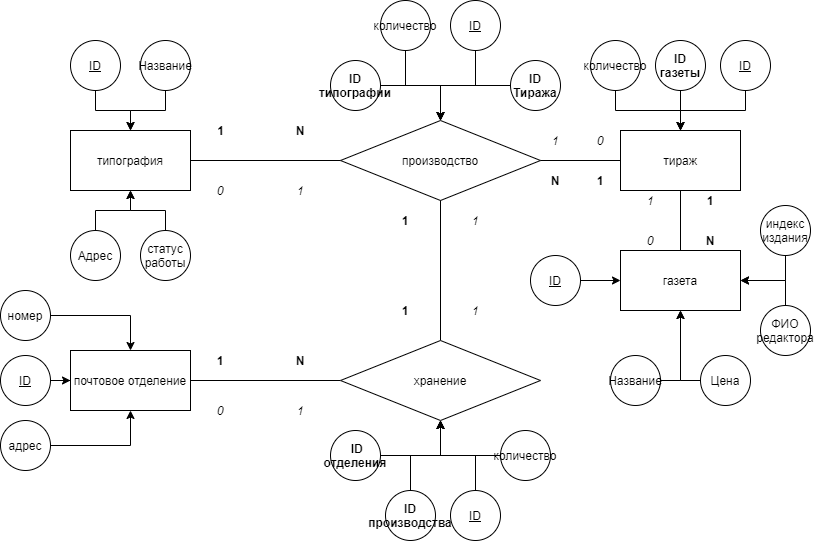 количество
ID
ID
Название
ID
типографии
ID
Тиража
количество
ID
газеты
ID
1
N
1
0
типография
производство
тираж
0
1
N
1
1
1
1
1
0
N
Адрес
статус
работы
индекс
издания
ID
газета
номер
1
1
ФИО
редактора
1
N
ID
почтовое отделение
хранение
Название
Цена
0
1
адрес
ID
отделения
количество
ID
производства
ID